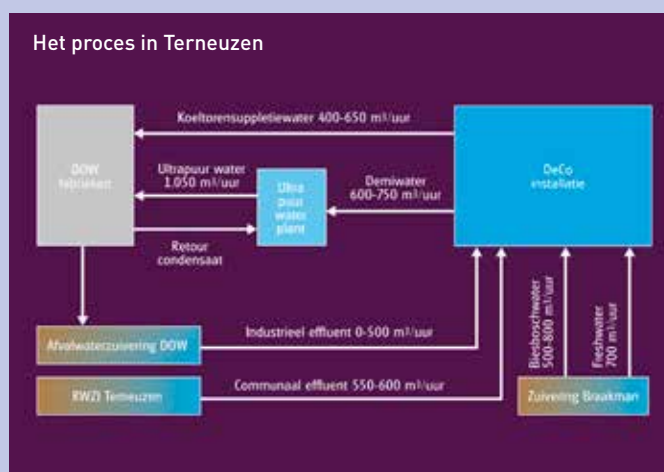 Het proces in Terneuzen
Koeltorensuppletiewater 400-650 m³/uur
DOW
fabrieken
Ultrapuur water
1.050 m³/uur
Ultra
puur
water
plant
Demiwater
600-750 m³/uur
DeCo
installatie
Retour
condensaat
Afvalwaterzuivering DOW
Industrieel effluent 0-500 m³/uur
Biesboschwater
500-800 m³/uur
Freshwater
700 m³/uur
RWZI Terneuzen
Communaal effluent 550-600 m³/uur
Zuivering Braakman